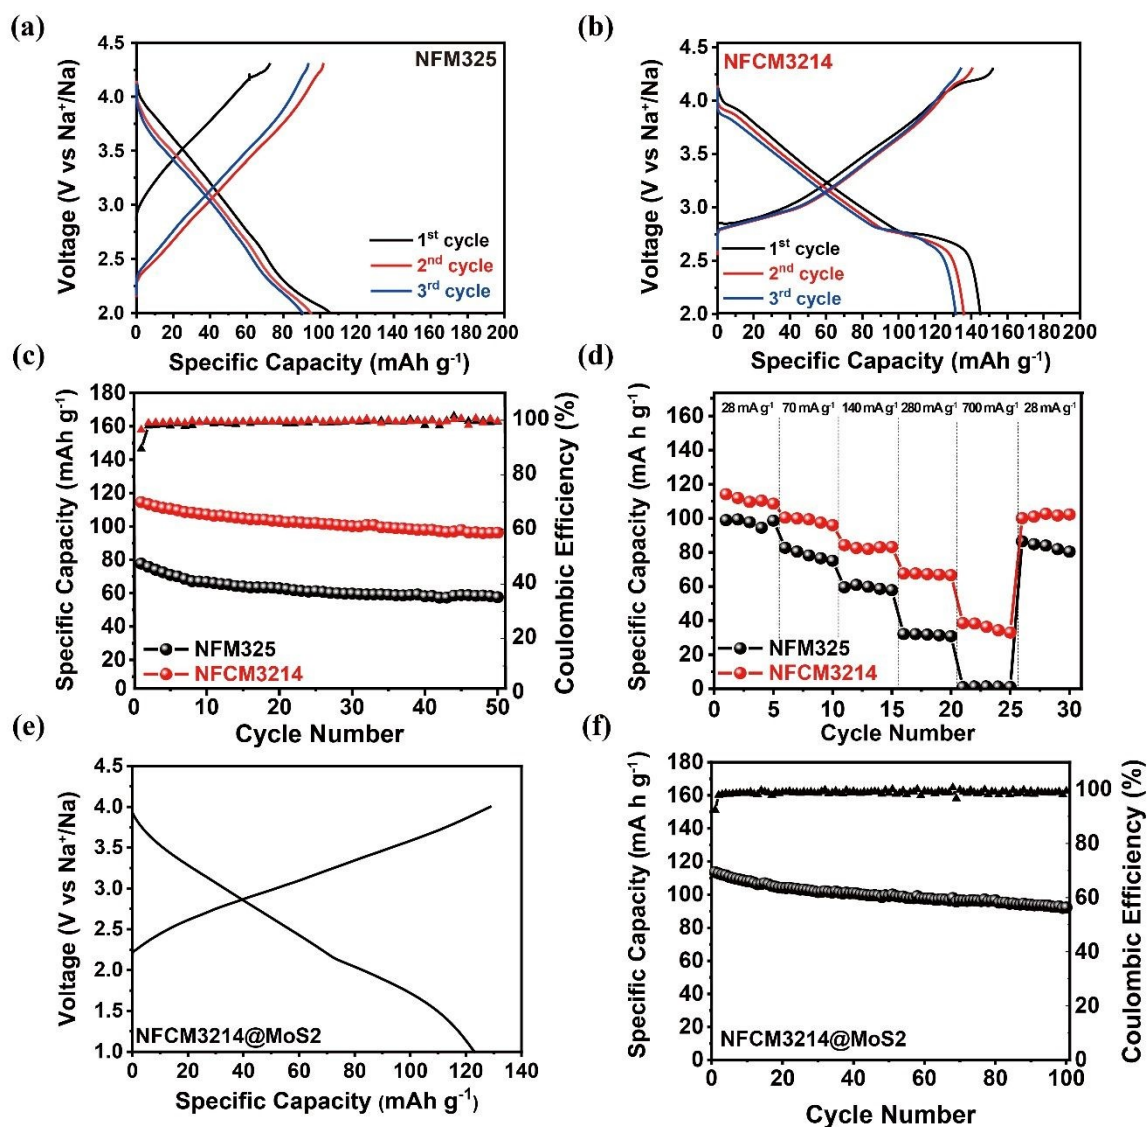 (a)
NFM325
4.5
4.0
3.5
3.0
2.5
2.0
Voltage (V vs Na⁺/Na)
1st cycle
2nd cycle
3rd cycle
0 20 40 60 80 100 120 140 160 180 200
Specific Capacity (mAh g⁻¹)
(b)
NFCM3214
4.5
4.0
3.5
3.0
2.5
2.0
Voltage (V vs Na⁺/Na)
1st cycle
2nd cycle
3rd cycle
0 20 40 60 80 100 120 140 160 180 200
Specific Capacity (mAh g⁻¹)
(c)
180
160
140
120
100
80
60
40
20
0
Specific Capacity (mAh g⁻¹)
NFM325
NFCM3214
100
80
60
40
20
0
Coulombic Efficiency (%)
0 10 20 30 40 50
Cycle Number
(d)
28 mA g⁻¹ 70 mA g⁻¹ 140 mA g⁻¹ 280 mA g⁻¹ 700 mA g⁻¹ 28 mA g⁻¹
160
140
120
100
80
60
40
20
0
Specific Capacity (mA h g⁻¹)
NFM325
NFCM3214
0 5 10 15 20 25 30
Cycle Number
(e)
4.5
4.0
3.5
3.0
2.5
2.0
1.5
1.0
Voltage (V vs Na⁺/Na)
NFCM3214@MoS2
0 20 40 60 80 100 120 140
Specific Capacity (mAh g⁻¹)
(f)
180
160
140
120
100
80
60
40
20
0
Specific Capacity (mA h g⁻¹)
NFCM3214@MoS2
100
80
60
40
20
0
Coulombic Efficiency (%)
0 20 40 60 80 100
Cycle Number